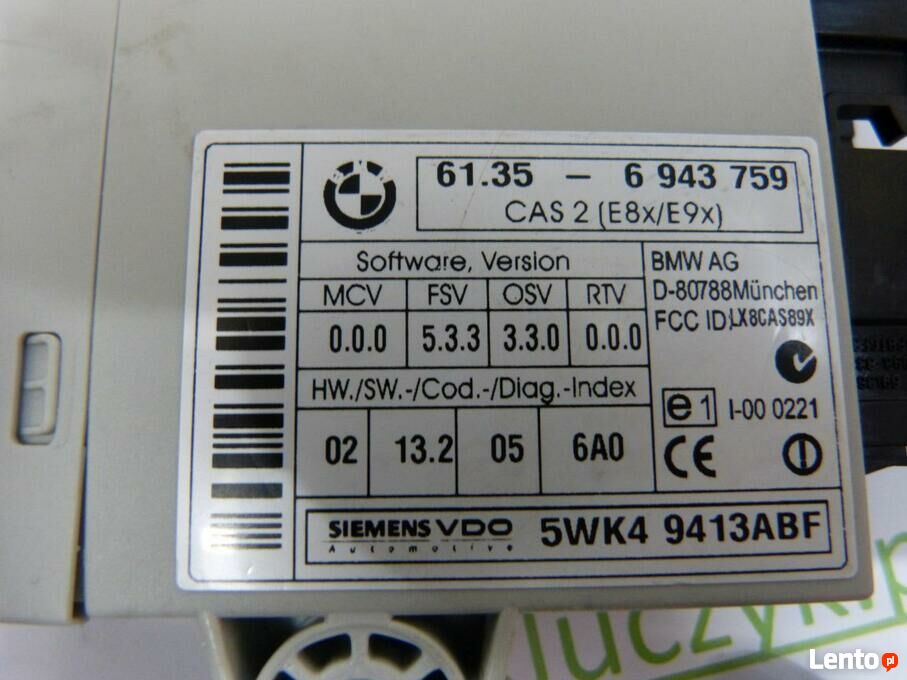 BMW
61.35 – 6 943 759
CAS 2 (E8x/E9x)
Software, Version
MCV FSV OSV RTV
0.0.0 5.3.3 3.3.0 0.0.0
HW./SW.-/Cod.-/Diag.-Index
02 13.2 05 6A0
BMW AG
D-80788München
FCC ID:LX8CAS89X
e1 I-00 0221
CE
SIEMENS VDO
Automotive
5WK4 9413ABF
luczyki.p
Lento.pl